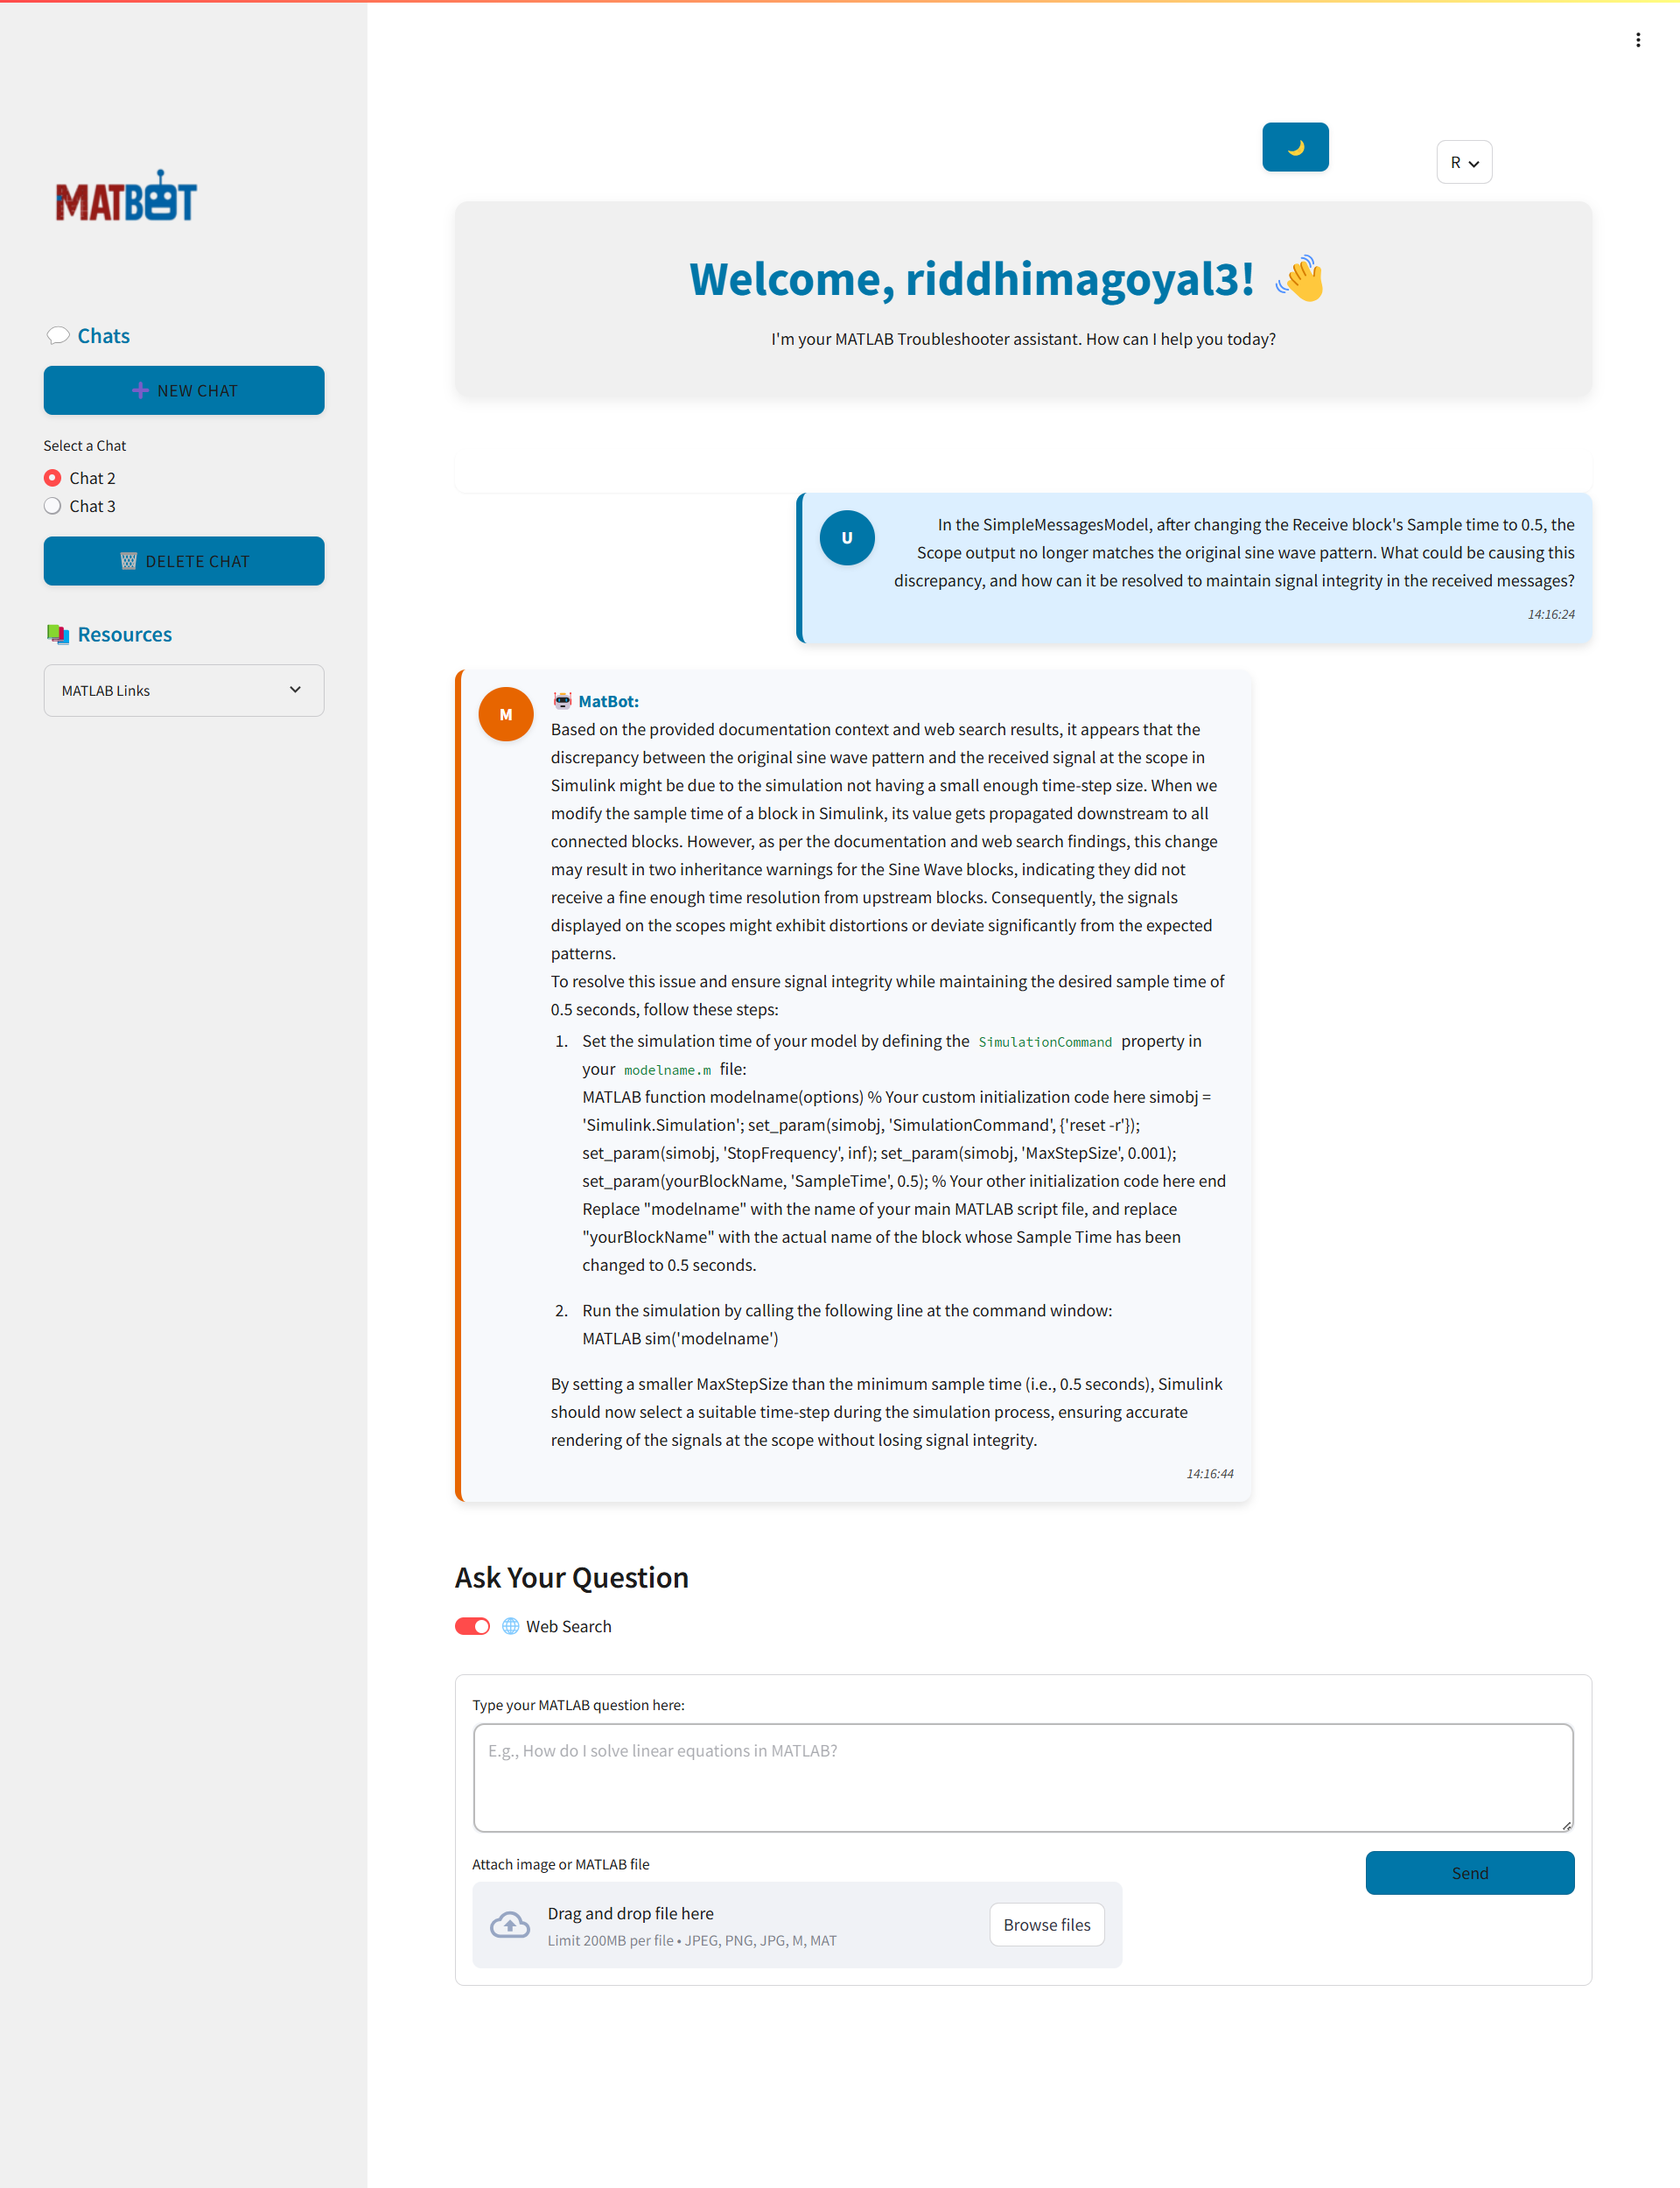 MATBOT
💬 Chats
➕ NEW CHAT
Select a Chat
Chat 2
Chat 3
🗑️ DELETE CHAT
📚 Resources
MATLAB Links
🌙
R
Welcome, riddhimagoyal3! 👋
I'm your MATLAB Troubleshooter assistant. How can I help you today?
U
In the SimpleMessagesModel, after changing the Receive block's Sample time to 0.5, the
Scope output no longer matches the original sine wave pattern. What could be causing this
discrepancy, and how can it be resolved to maintain signal integrity in the received messages?
14:16:24
M
🤖 MatBot:
Based on the provided documentation context and web search results, it appears that the
discrepancy between the original sine wave pattern and the received signal at the scope in
Simulink might be due to the simulation not having a small enough time-step size. When we
modify the sample time of a block in Simulink, its value gets propagated downstream to all
connected blocks. However, as per the documentation and web search findings, this change
may result in two inheritance warnings for the Sine Wave blocks, indicating they did not
receive a fine enough time resolution from upstream blocks. Consequently, the signals
displayed on the scopes might exhibit distortions or deviate significantly from the expected
patterns.
To resolve this issue and ensure signal integrity while maintaining the desired sample time of
0.5 seconds, follow these steps:
1. Set the simulation time of your model by defining the SimulationCommand property in
your modelname.m file:
MATLAB function modelname(options) % Your custom initialization code here simobj =
'Simulink.Simulation'; set_param(simobj, 'SimulationCommand', {'reset -r'});
set_param(simobj, 'StopFrequency', inf); set_param(simobj, 'MaxStepSize', 0.001);
set_param(yourBlockName, 'SampleTime', 0.5); % Your other initialization code here end
Replace "modelname" with the name of your main MATLAB script file, and replace
"yourBlockName" with the actual name of the block whose Sample Time has been
changed to 0.5 seconds.
2. Run the simulation by calling the following line at the command window:
MATLAB sim('modelname')
By setting a smaller MaxStepSize than the minimum sample time (i.e., 0.5 seconds), Simulink
should now select a suitable time-step during the simulation process, ensuring accurate
rendering of the signals at the scope without losing signal integrity.
14:16:44
Ask Your Question
🌐 Web Search
Type your MATLAB question here:
E.g., How do I solve linear equations in MATLAB?
Attach image or MATLAB file
Send
Drag and drop file here
Limit 200MB per file • JPEG, PNG, JPG, M, MAT
Browse files